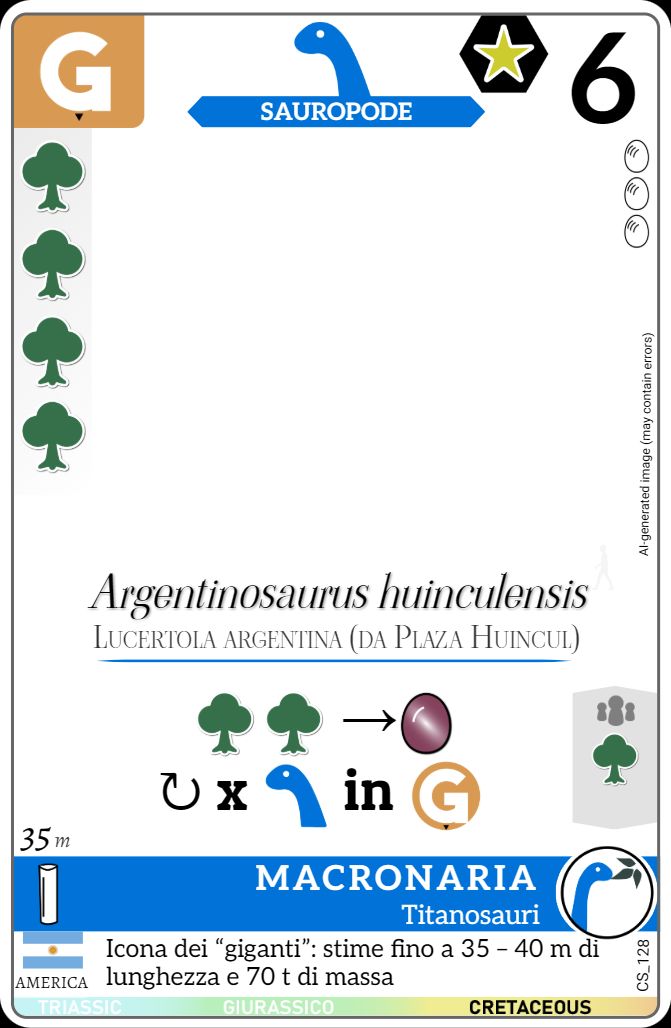 G
SAUROPODE
6
AI-generated image (may contain errors)
Argentinosaurus huinculensis
LUCERTOLA ARGENTINA (DA PLAZA HUINCUL)
x in G
35 m
MACRONARIA
Titanosauri
AMERICA
Icona dei “giganti”: stime fino a 35 – 40 m di
lunghezza e 70 t di massa
CS_128
TRIASSIC GIURASSICO CRETACEOUS